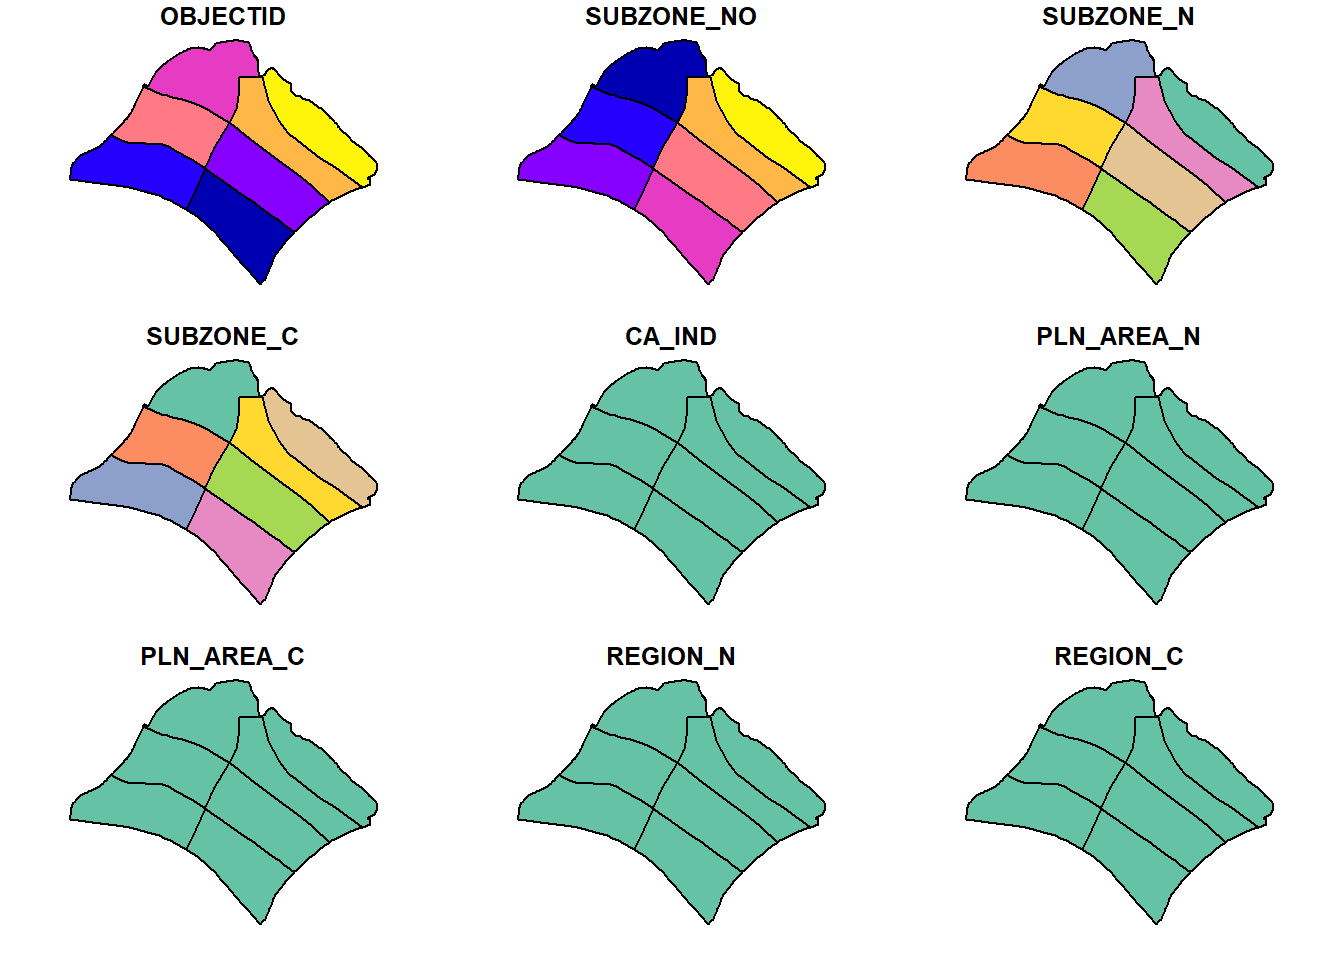 OBJECTID
SUBZONE_NO
SUBZONE_N
SUBZONE_C
CA_IND
PLN_AREA_N
PLN_AREA_C
REGION_N
REGION_C